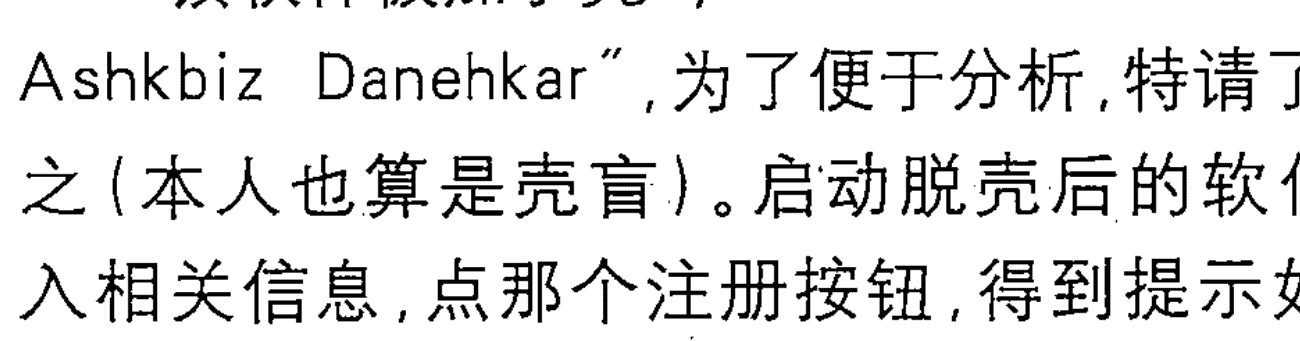 Ashkbiz Danehkar″,为了便于分析,特请了
之(本人也算是壳盲)。启动脱壳后的软
入相关信息,点那个注册按钮,得到提示